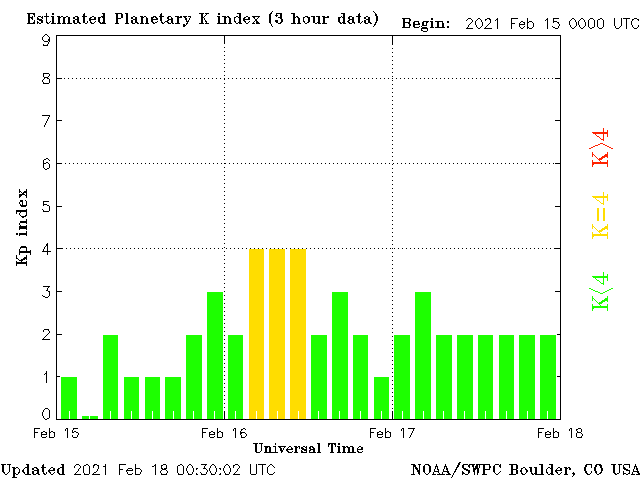 Estimated Planetary K index (3 hour data) Begin: 2021 Feb 15 0000 UTC
9
8
7
6
5
4
3
2
1
0
Kp index
K>4
K=4
K<4
Feb 15 Feb 16 Feb 17 Feb 18
Universal Time
Updated 2021 Feb 18 00:30:02 UTC NOAA/SWPC Boulder, CO USA